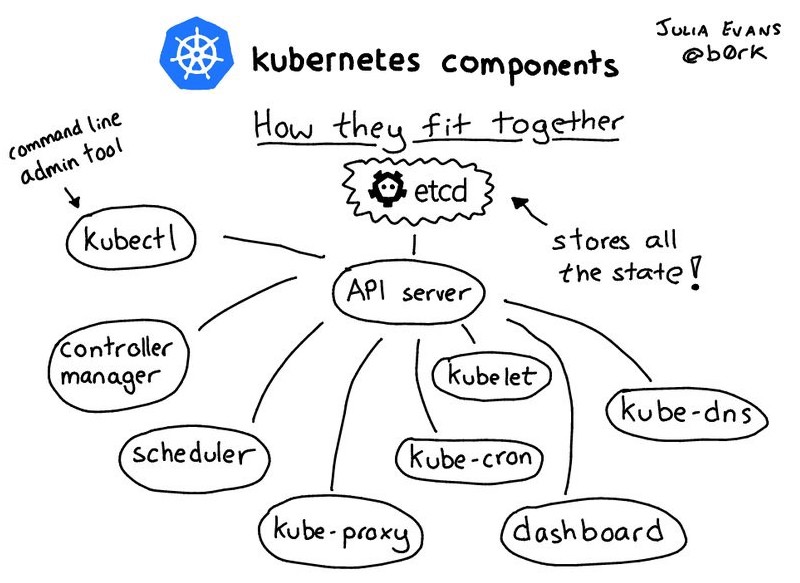 JULIA EVANS
@b0rk
kubernetes components
How they fit together
command line
admin tool
etcd
stores all
the state!
kubectl
API server
controller
manager
kubelet
kube-dns
scheduler
kube-cron
kube-proxy
dashboard